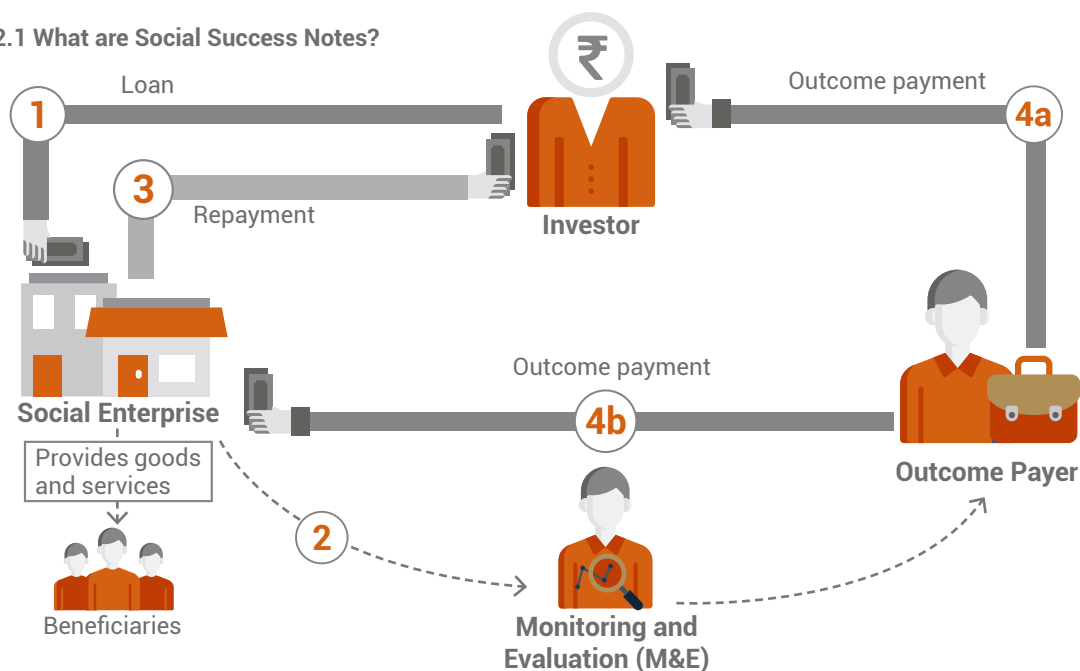 2.1 What are Social Success Notes?
₹
Loan
Outcome payment
1
4a
3
Repayment
Investor
Outcome payment
Social Enterprise
4b
Provides goods
and services
Outcome Payer
2
Beneficiaries
Monitoring and
Evaluation (M&E)